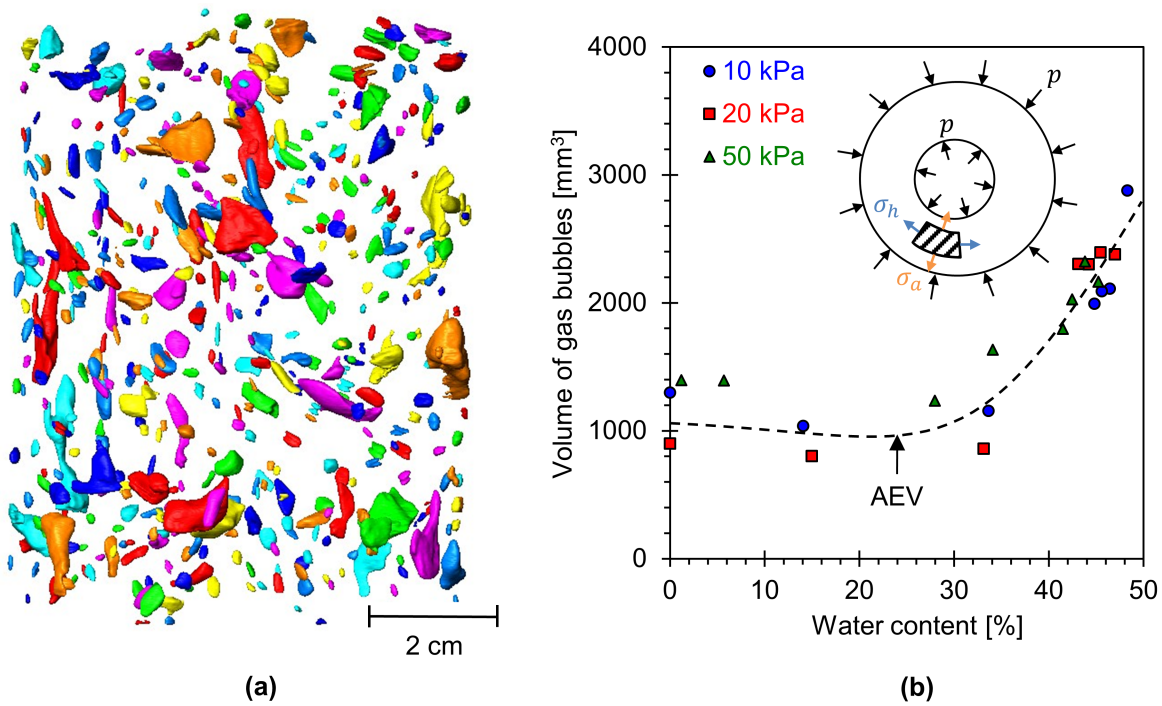 2 cm
(a)
4000
3000
2000
1000
0
Volume of gas bubbles [mm³]
10 kPa
20 kPa
50 kPa
p
p
σₕ
σₐ
AEV
0 10 20 30 40 50
Water content [%]
(b)